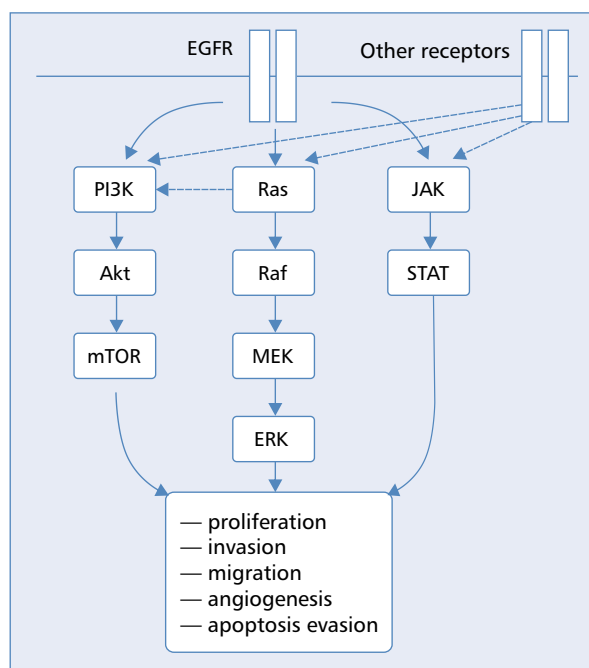 EGFR
Other receptors
PI3K
Ras
JAK
Akt
Raf
STAT
mTOR
MEK
ERK
— proliferation
— invasion
— migration
— angiogenesis
— apoptosis evasion